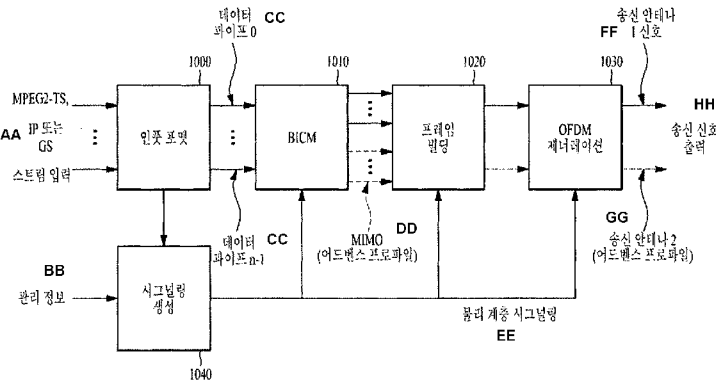 데이터
파이프 0
CC
1000
1010
1020
송신 안테나
1 신호
FF
1030
MPEG2-TS,
AA
IP 또는
GS
스트림 입력
인풋 포맷
BICM
프레임
빌딩
OFDM
제너레이션
HH
송신 신호
출력
데이터
파이프 n-1
CC
MIMO
(어드밴스 프로파일)
DD
GG
송신 안테나 2
(어드밴스 프로파일)
BB
관리 정보
시그널링
생성
물리 계층 시그널링
EE
1040